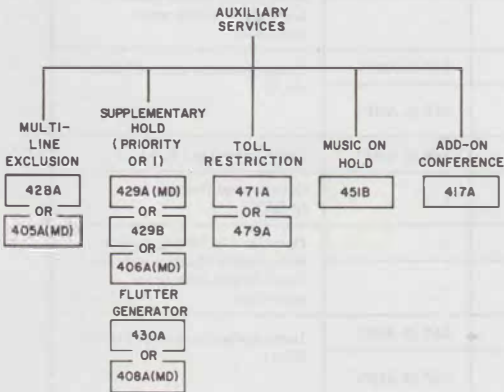 AUXILIARY
SERVICES
MULTI-
LINE
EXCLUSION
428A
OR
405A(MD)
SUPPLEMENTARY
HOLD
(PRIORITY
OR I)
429A (MD)
OR
429B
OR
406A(MD)
FLUTTER
GENERATOR
430A
OR
408A(MD)
TOLL
RESTRICTION
471A
OR
479A
MUSIC ON
HOLD
451B
ADD-ON
CONFERENCE
417A